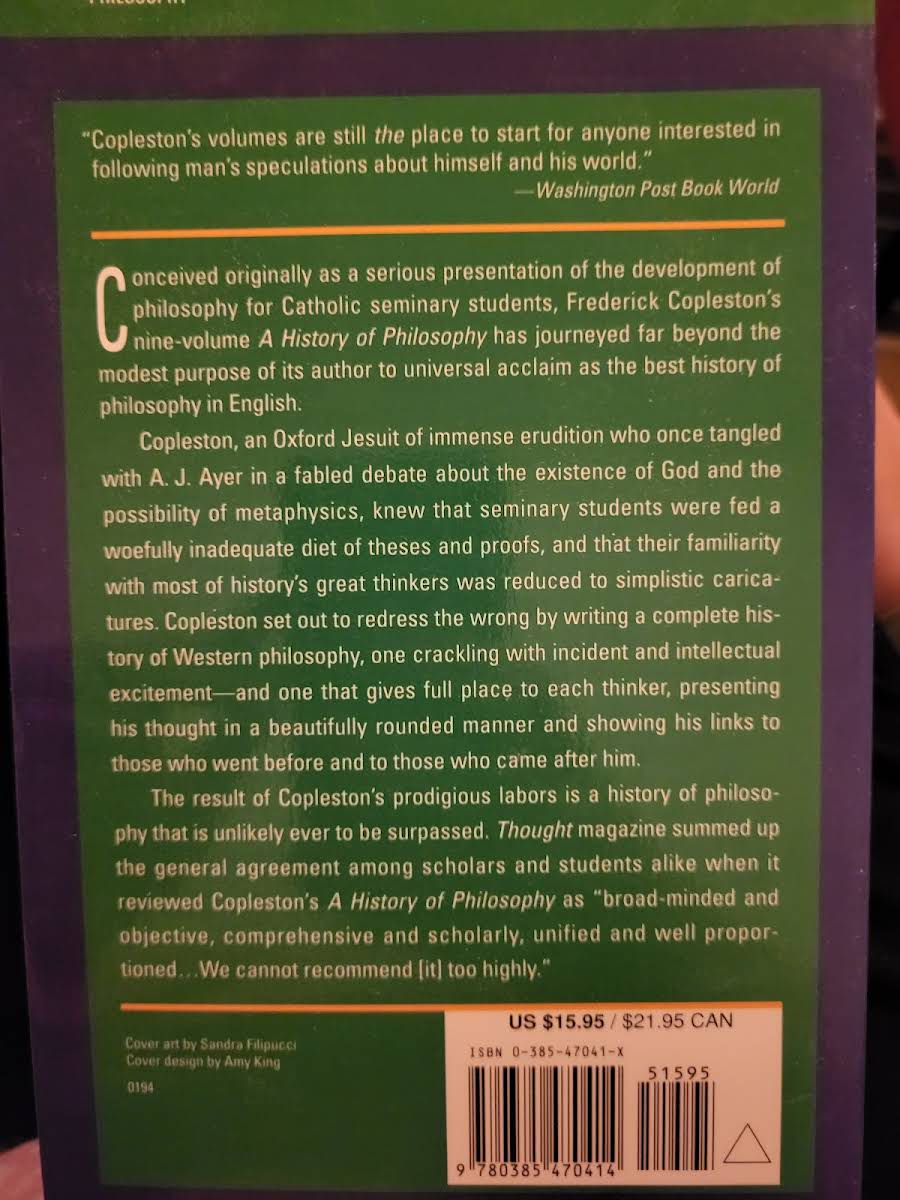 PHILOSOPHY
“Copleston’s volumes are still the place to start for anyone interested in
following man’s speculations about himself and his world.”
—Washington Post Book World
Conceived originally as a serious presentation of the development of
philosophy for Catholic seminary students, Frederick Copleston’s
nine-volume A History of Philosophy has journeyed far beyond the
modest purpose of its author to universal acclaim as the best history of
philosophy in English.
Copleston, an Oxford Jesuit of immense erudition who once tangled
with A. J. Ayer in a fabled debate about the existence of God and the
possibility of metaphysics, knew that seminary students were fed a
woefully inadequate diet of theses and proofs, and that their familiarity
with most of history’s great thinkers was reduced to simplistic carica-
tures. Copleston set out to redress the wrong by writing a complete his-
tory of Western philosophy, one crackling with incident and intellectual
excitement—and one that gives full place to each thinker, presenting
his thought in a beautifully rounded manner and showing his links to
those who went before and to those who came after him.
The result of Copleston’s prodigious labors is a history of philoso-
phy that is unlikely ever to be surpassed. Thought magazine summed up
the general agreement among scholars and students alike when it
reviewed Copleston’s A History of Philosophy as “broad-minded and
objective, comprehensive and scholarly, unified and well propor-
tioned...We cannot recommend [it] too highly.”
Cover art by Sandra Filipucci
Cover design by Amy King
0194
US $15.95 / $21.95 CAN
ISBN 0-385-47041-X
51595
9 780385 470414